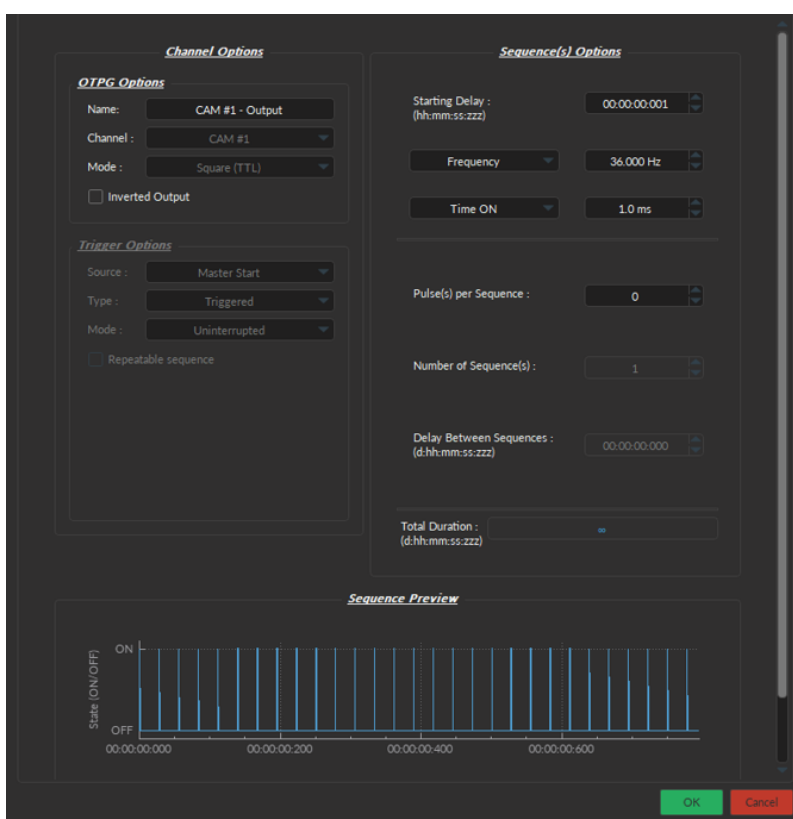 Channel Options
OTPG Options
Name: CAM #1 - Output
Channel : CAM #1
Mode : Square (TTL)
Inverted Output
Trigger Options
Source : Master Start
Type : Triggered
Mode : Uninterrupted
Repeatable sequence
Sequence(s) Options
Starting Delay : 00:00:00:001
(hh:mm:ss:zzz)
Frequency 36.000 Hz
Time ON 1.0 ms
Pulse(s) per Sequence : 0
Number of Sequence(s) : 1
Delay Between Sequences : 00:00:00:000
(d:hh:mm:ss:zzz)
Total Duration : ∞
(d:hh:mm:ss:zzz)
Sequence Preview
State (ON/OFF)
ON
OFF
00:00:00:000 00:00:00:200 00:00:00:400 00:00:00:600
OK Cancel